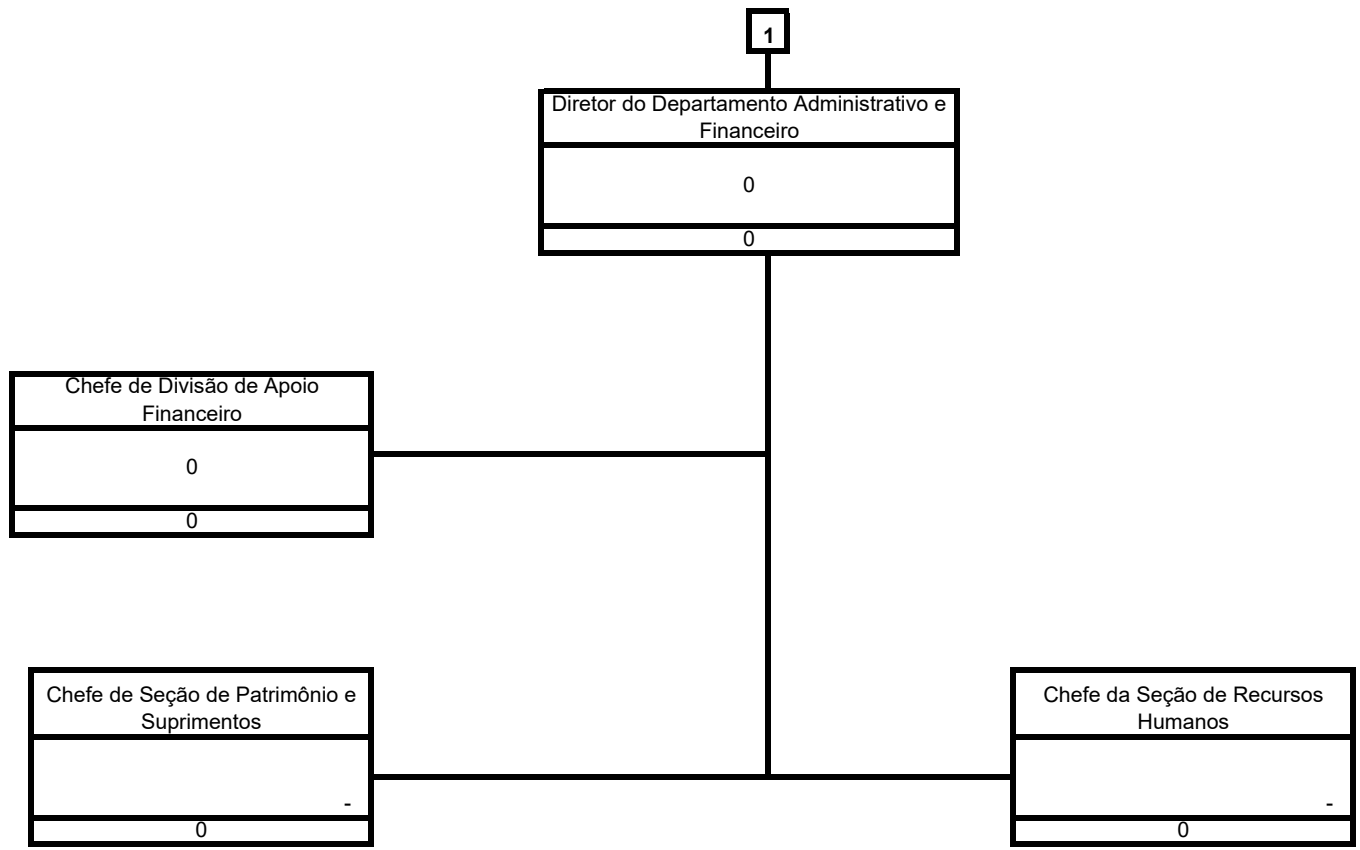 1
Diretor do Departamento Administrativo e
Financeiro
0
0
Chefe de Divisão de Apoio
Financeiro
0
0
Chefe de Seção de Patrimônio e
Suprimentos
-
0
Chefe da Seção de Recursos
Humanos
-
0